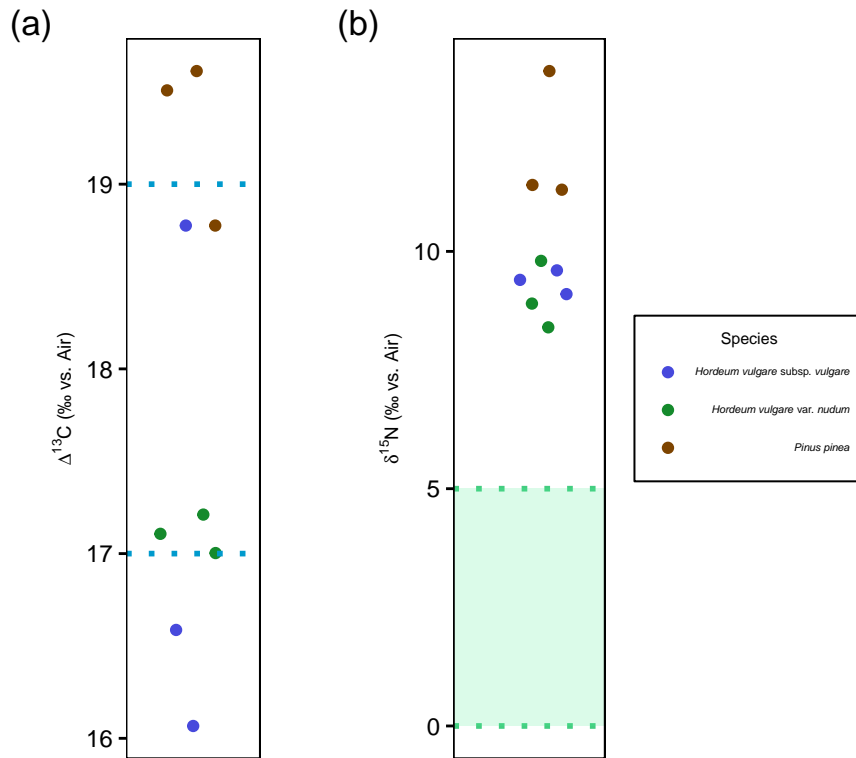 (a)
(b)
19
18
17
16
Δ¹³C (‰ vs. Air)
10
5
0
δ¹⁵N (‰ vs. Air)
Species
Hordeum vulgare subsp. vulgare
Hordeum vulgare var. nudum
Pinus pinea